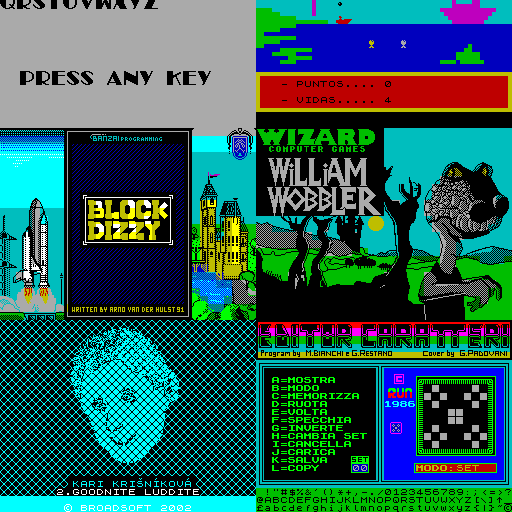 QRSTUVWXYZ
PRESS ANY KEY
- PUNTOS.... 0
- VIDAS..... 4
BANZAI PROGRAMMING
BLOCK
DIZZY
WRITTEN BY ARNO VAN DER HULST 91
WIZARD
COMPUTER GAMES
WiLLiAM
WOBBLER
KARI KRIŠNÍKOVÁ
2.GOODNITE LUDDITE
© BROADSOFT 2002
EDITOR CARATTERI
Program by M.BIANCHI e G.RESTANO Cover by G.PADOVANI
A=MOSTRA
B=MODO
C=MEMORIZZA
D=RUOTA
E=VOLTA
F=SPECCHIA
G=INVERTE
H=CAMBIA SET
I=CANCELLA
J=CARICA
K=SALVA
L=COPY
SET
00
C
RUN
1986
MODO:SET
!"#$%&'()*+,-./0123456789:;<=>?
@ABCDEFGHIJKLMNOPQRSTUVWXYZ[\]↑_
£abcdefghijklmnopqrstuvwxyz{|}~©